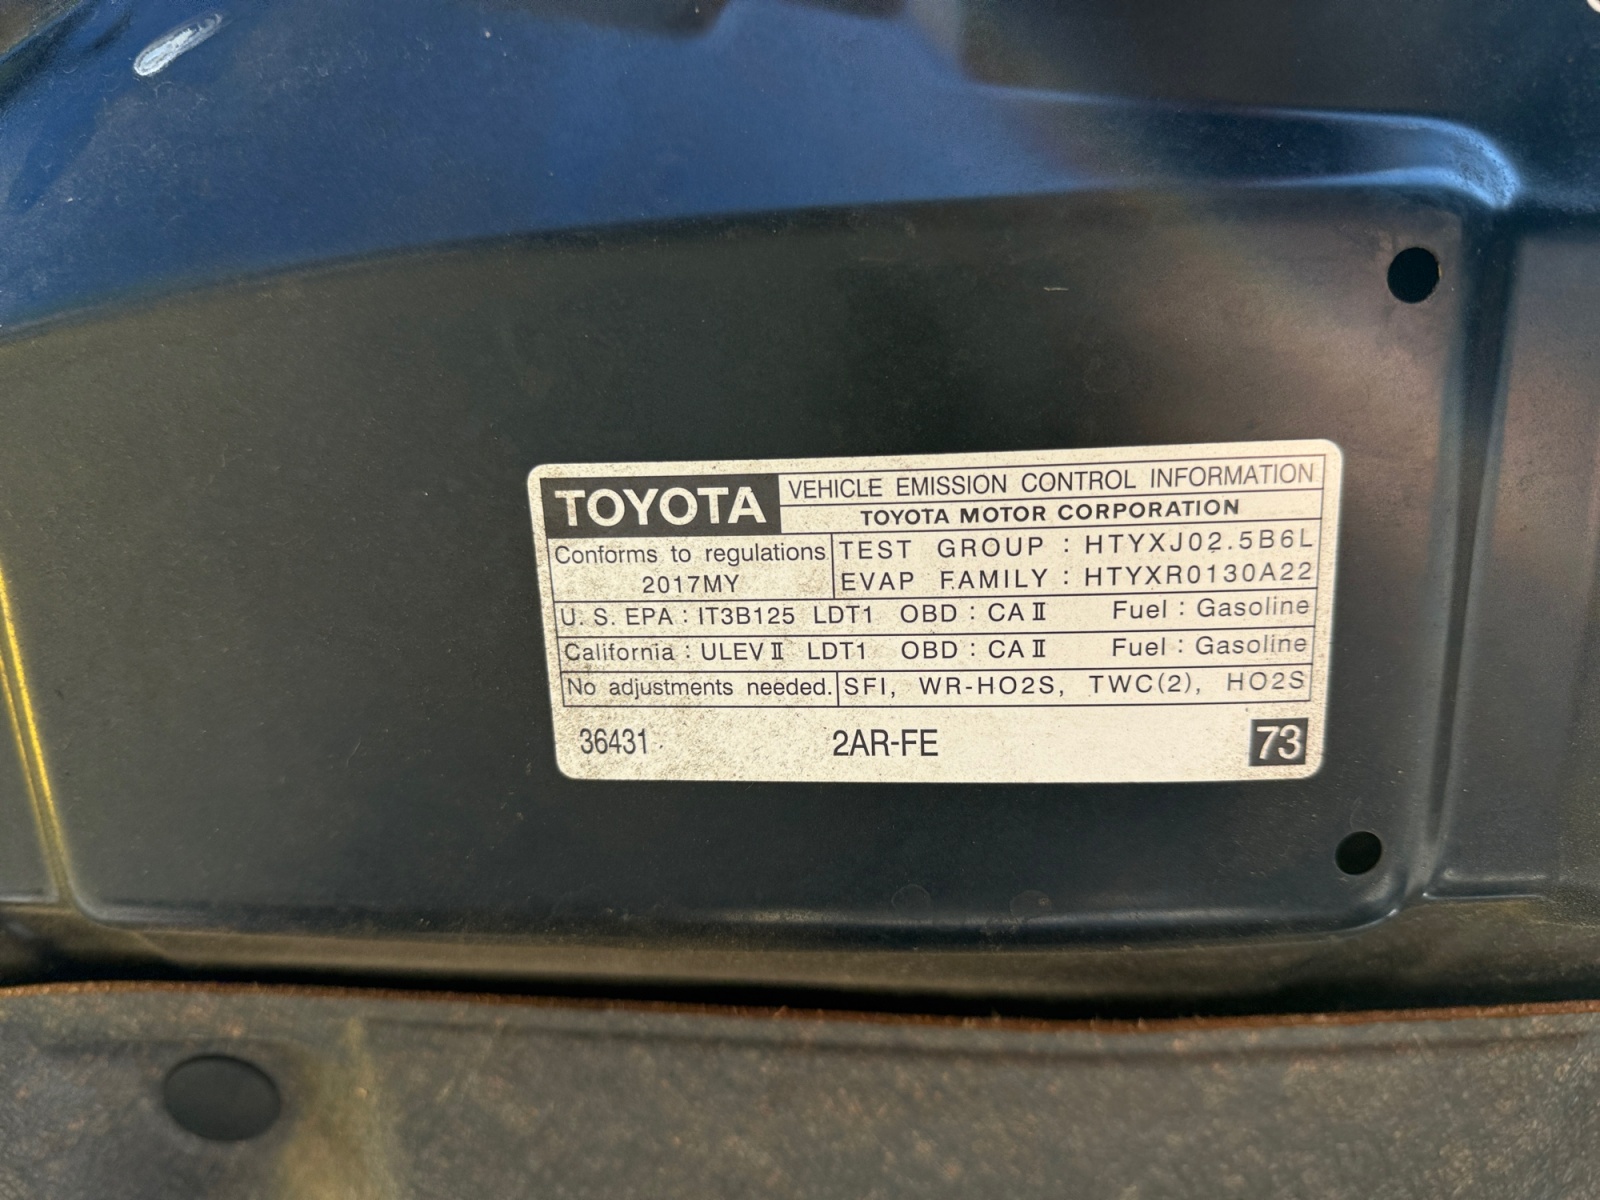 TOYOTA VEHICLE EMISSION CONTROL INFORMATION
TOYOTA MOTOR CORPORATION
Conforms to regulations TEST GROUP : HTYXJ02.5B6L
2017MY EVAP FAMILY : HTYXR0130A22
U. S. EPA : IT3B125 LDT1 OBD : CA Ⅱ Fuel : Gasoline
California : ULEV Ⅱ LDT1 OBD : CA Ⅱ Fuel : Gasoline
No adjustments needed. SFI, WR-HO2S, TWC(2), HO2S
36431 2AR-FE 73